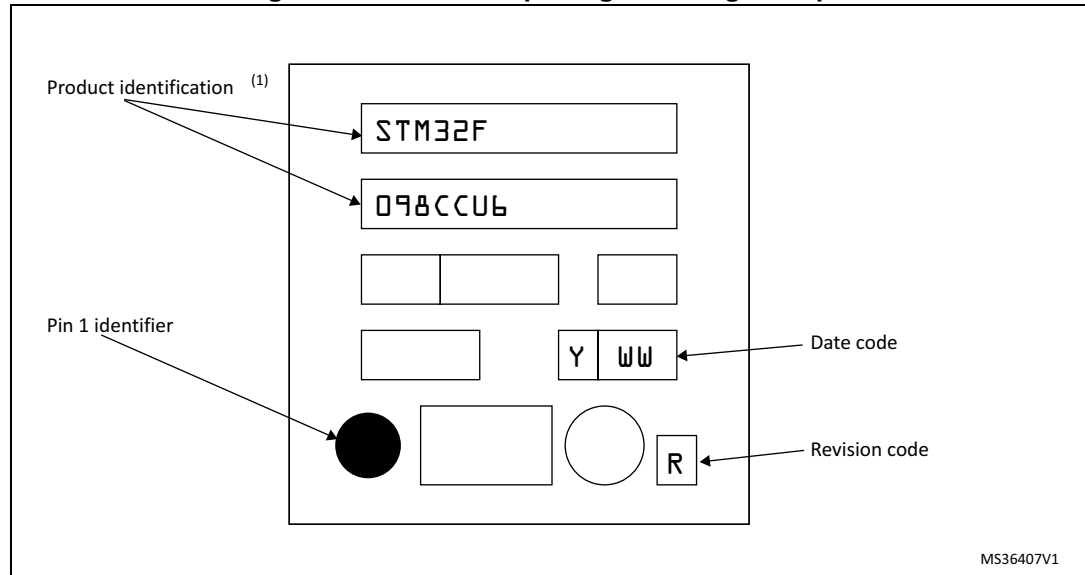 Product identification (1)
STM32F
098CCU6
Pin 1 identifier
Y WW
Date code
R
Revision code
MS36407V1